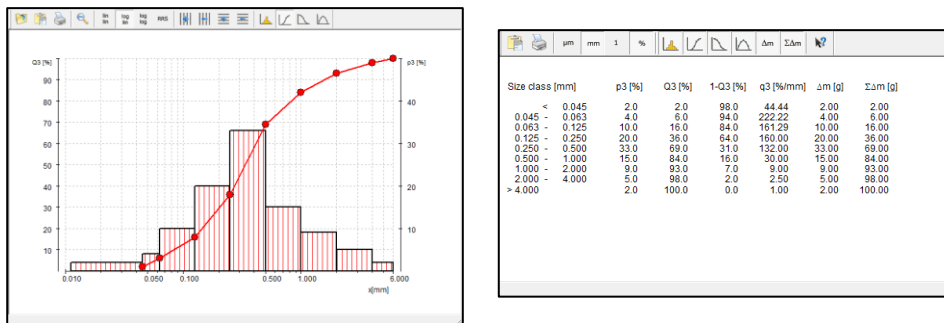 lin lin
log lin
log log
RRS
Q3 [%]
p3 [%]
90
80
70
60
50
40
30
20
10
40
30
20
10
0.010 0.050 0.100 0.500 1.000 6.000
x[mm]
µm mm 1 % Δm ΣΔm
Size class [mm] p3 [%] Q3 [%] 1-Q3 [%] q3 [%/mm] Δm [g] ΣΔm [g]
< 0.045 2.0 2.0 98.0 44.44 2.00 2.00
0.045 - 0.063 4.0 6.0 94.0 222.22 4.00 6.00
0.063 - 0.125 10.0 16.0 84.0 161.29 10.00 16.00
0.125 - 0.250 20.0 36.0 64.0 160.00 20.00 36.00
0.250 - 0.500 33.0 69.0 31.0 132.00 33.00 69.00
0.500 - 1.000 15.0 84.0 16.0 30.00 15.00 84.00
1.000 - 2.000 9.0 93.0 7.0 9.00 9.00 93.00
2.000 - 4.000 5.0 98.0 2.0 2.50 5.00 98.00
> 4.000 2.0 100.0 0.0 1.00 2.00 100.00